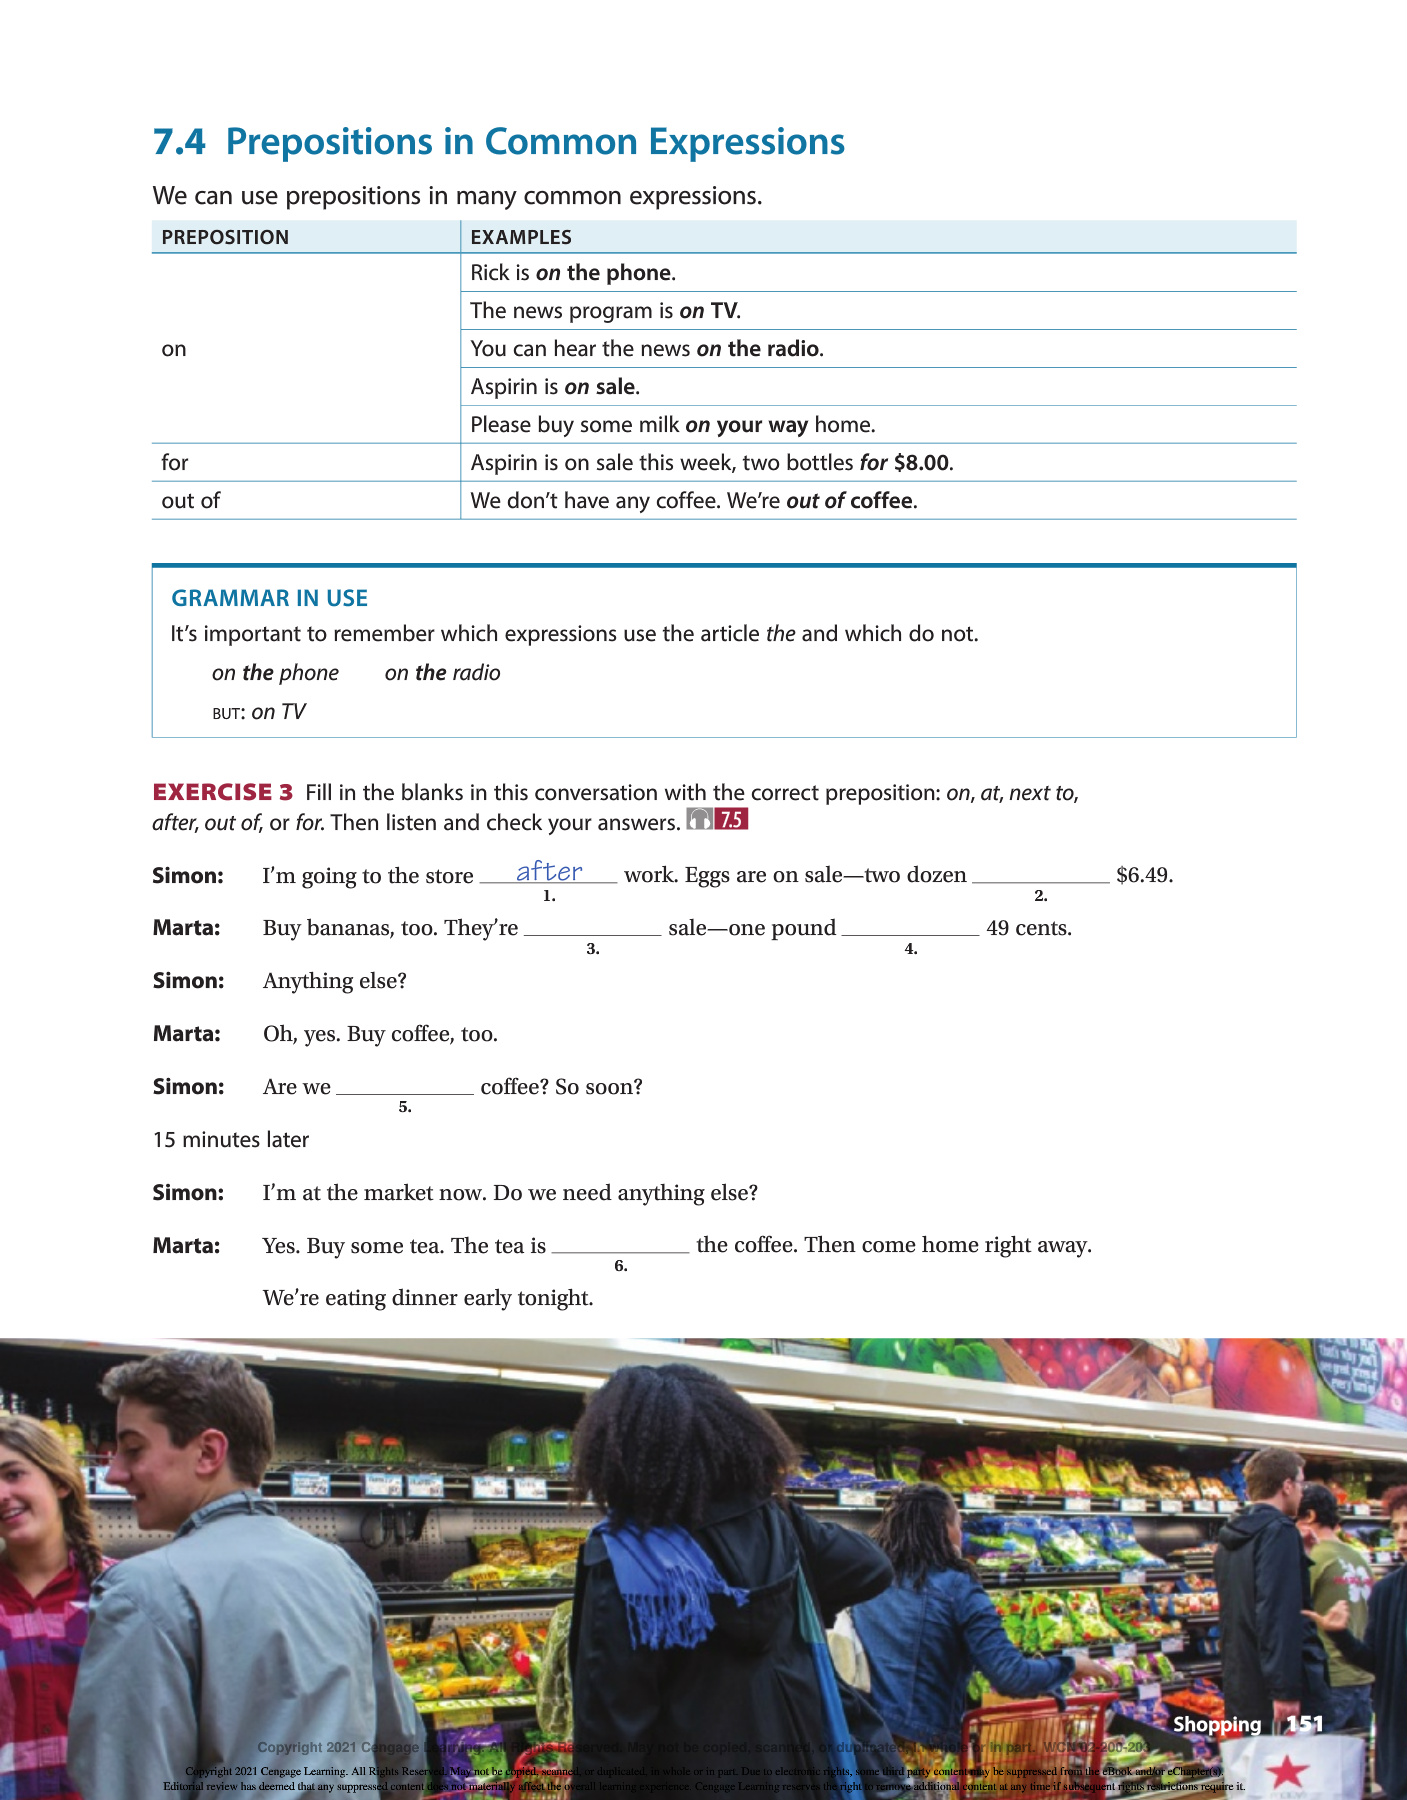 7.4 Prepositions in Common Expressions
We can use prepositions in many common expressions.
PREPOSITION EXAMPLES
on
Rick is on the phone.
The news program is on TV.
You can hear the news on the radio.
Aspirin is on sale.
Please buy some milk on your way home.
for Aspirin is on sale this week, two bottles for $8.00.
out of We don't have any coffee. We're out of coffee.
GRAMMAR IN USE
It's important to remember which expressions use the article the and which do not.
on the phone on the radio
BUT: on TV
EXERCISE 3 Fill in the blanks in this conversation with the correct preposition: on, at, next to,
after, out of, or for. Then listen and check your answers. 7.5
Simon: I'm going to the store after work. Eggs are on sale—two dozen ____________ $6.49.
1. 2.
Marta: Buy bananas, too. They're ____________ sale—one pound ____________ 49 cents.
3. 4.
Simon: Anything else?
Marta: Oh, yes. Buy coffee, too.
Simon: Are we ____________ coffee? So soon?
5.
15 minutes later
Simon: I'm at the market now. Do we need anything else?
Marta: Yes. Buy some tea. The tea is ____________ the coffee. Then come home right away.
6.
We're eating dinner early tonight.
Shopping 151
Copyright 2021 Cengage Learning. All Rights Reserved. May not be copied, scanned, or duplicated, in whole or in part. WCN 02-200-203
Copyright 2021 Cengage Learning. All Rights Reserved. May not be copied, scanned, or duplicated, in whole or in part. Due to electronic rights, some third party content may be suppressed from the eBook and/or eChapter(s).
Editorial review has deemed that any suppressed content does not materially affect the overall learning experience. Cengage Learning reserves the right to remove additional content at any time if subsequent rights restrictions require it.